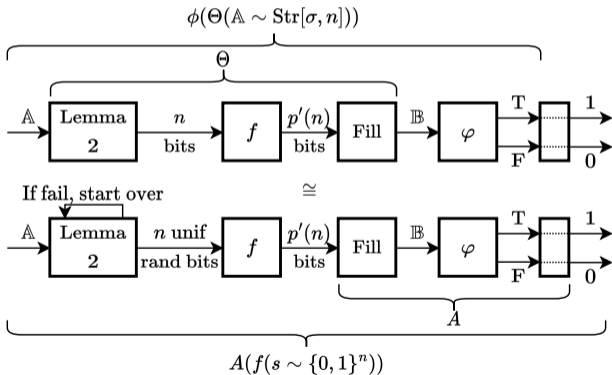 ϕ(Θ(𝔸 ∼ Str[σ, n]))
Θ
𝔸 Lemma 2 n bits f p′(n) bits Fill 𝔹 φ T F 1 0
≅
If fail, start over
𝔸 Lemma 2 n unif rand bits f p′(n) bits Fill 𝔹 φ T F 1 0
A
A(f(s ∼ {0, 1}ⁿ))